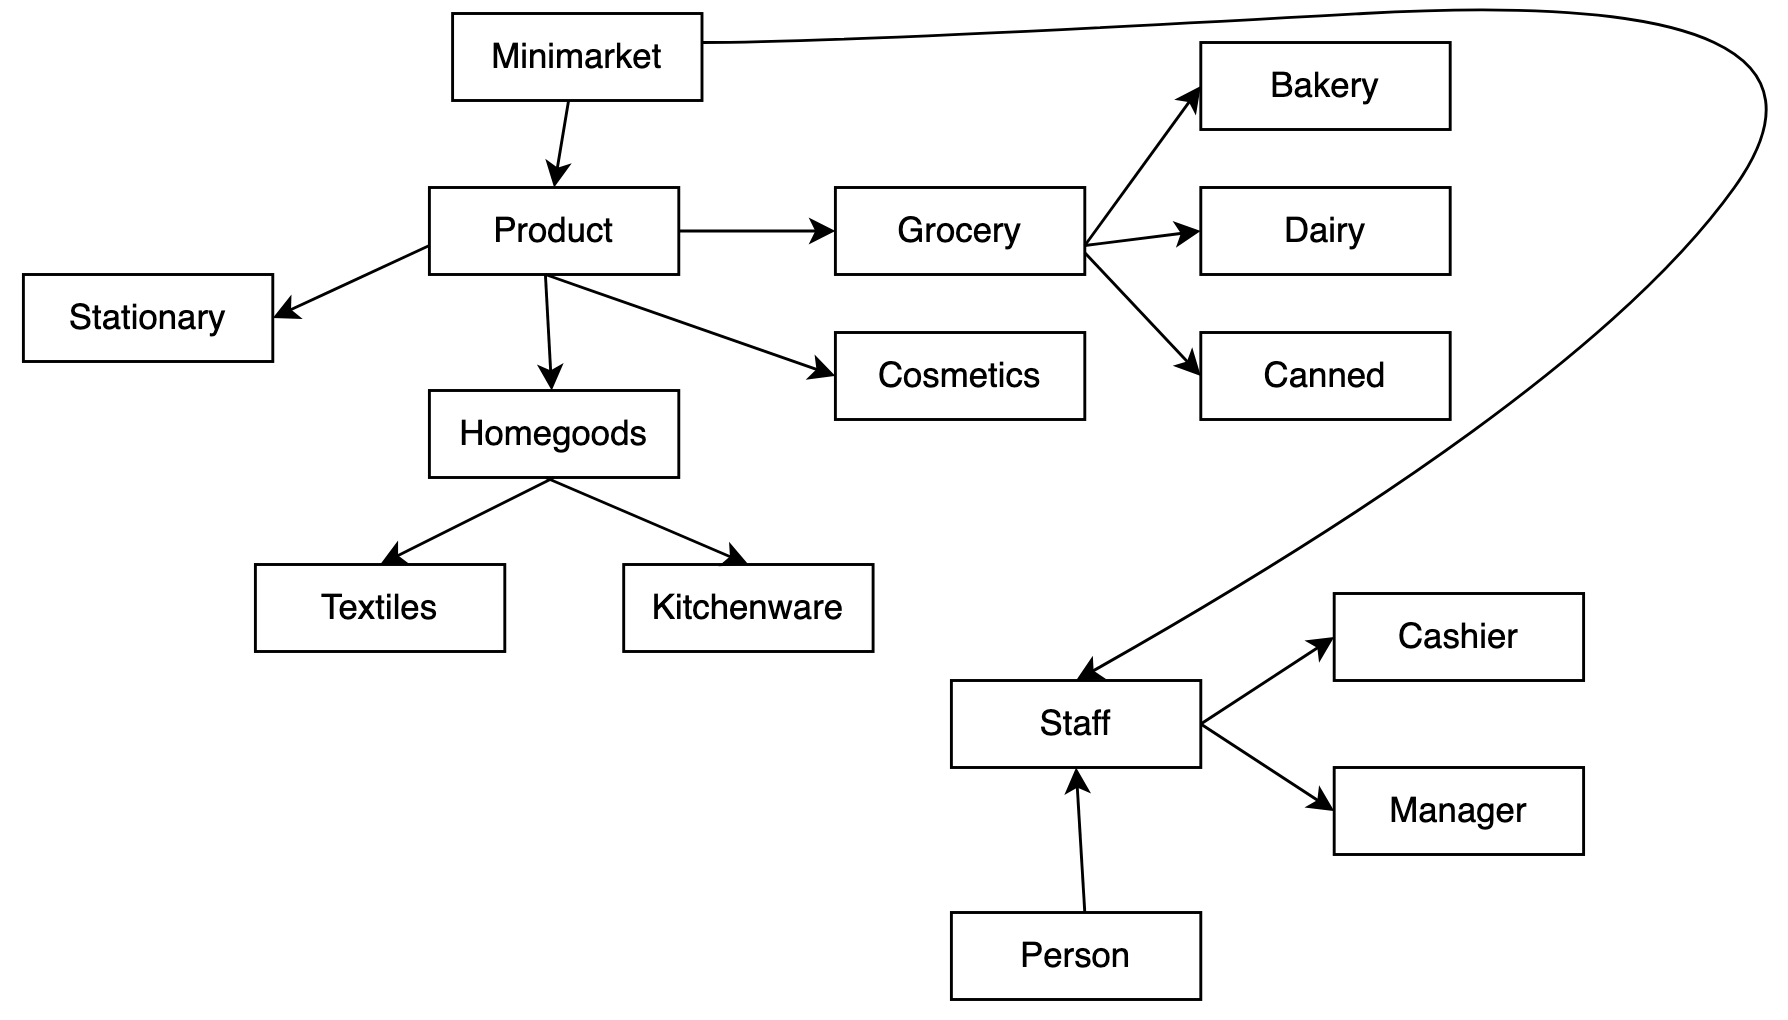 Minimarket
Bakery
Product
Grocery
Dairy
Stationary
Cosmetics
Canned
Homegoods
Textiles
Kitchenware
Cashier
Staff
Manager
Person